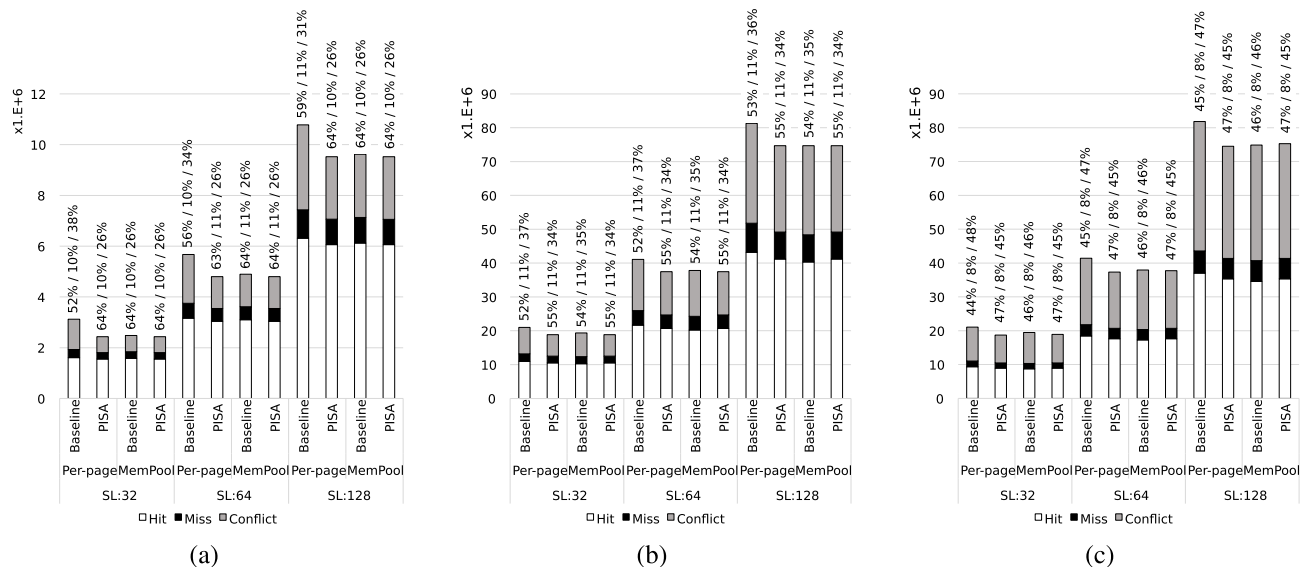 x1.E+6
12
10
8
6
4
2
0
52% / 10% / 38%
64% / 10% / 26%
64% / 10% / 26%
64% / 10% / 26%
56% / 10% / 34%
63% / 11% / 26%
64% / 11% / 26%
64% / 11% / 26%
59% / 11% / 31%
64% / 10% / 26%
64% / 10% / 26%
64% / 10% / 26%
Baseline PISA Baseline PISA Baseline PISA Baseline PISA Baseline PISA Baseline PISA
Per-page MemPool Per-page MemPool Per-page MemPool
SL:32 SL:64 SL:128
Hit Miss Conflict
(a)
x1.E+6
90
80
70
60
50
40
30
20
10
0
52% / 11% / 37%
55% / 11% / 34%
54% / 11% / 35%
55% / 11% / 34%
52% / 11% / 37%
55% / 11% / 34%
54% / 11% / 35%
55% / 11% / 34%
53% / 11% / 36%
55% / 11% / 34%
54% / 11% / 35%
55% / 11% / 34%
Baseline PISA Baseline PISA Baseline PISA Baseline PISA Baseline PISA Baseline PISA
Per-page MemPool Per-page MemPool Per-page MemPool
SL:32 SL:64 SL:128
Hit Miss Conflict
(b)
x1.E+6
90
80
70
60
50
40
30
20
10
0
44% / 8% / 48%
47% / 8% / 45%
46% / 8% / 46%
47% / 8% / 45%
45% / 8% / 47%
47% / 8% / 45%
46% / 8% / 46%
47% / 8% / 45%
45% / 8% / 47%
47% / 8% / 45%
46% / 8% / 46%
47% / 8% / 45%
Baseline PISA Baseline PISA Baseline PISA Baseline PISA Baseline PISA Baseline PISA
Per-page MemPool Per-page MemPool Per-page MemPool
SL:32 SL:64 SL:128
Hit Miss Conflict
(c)